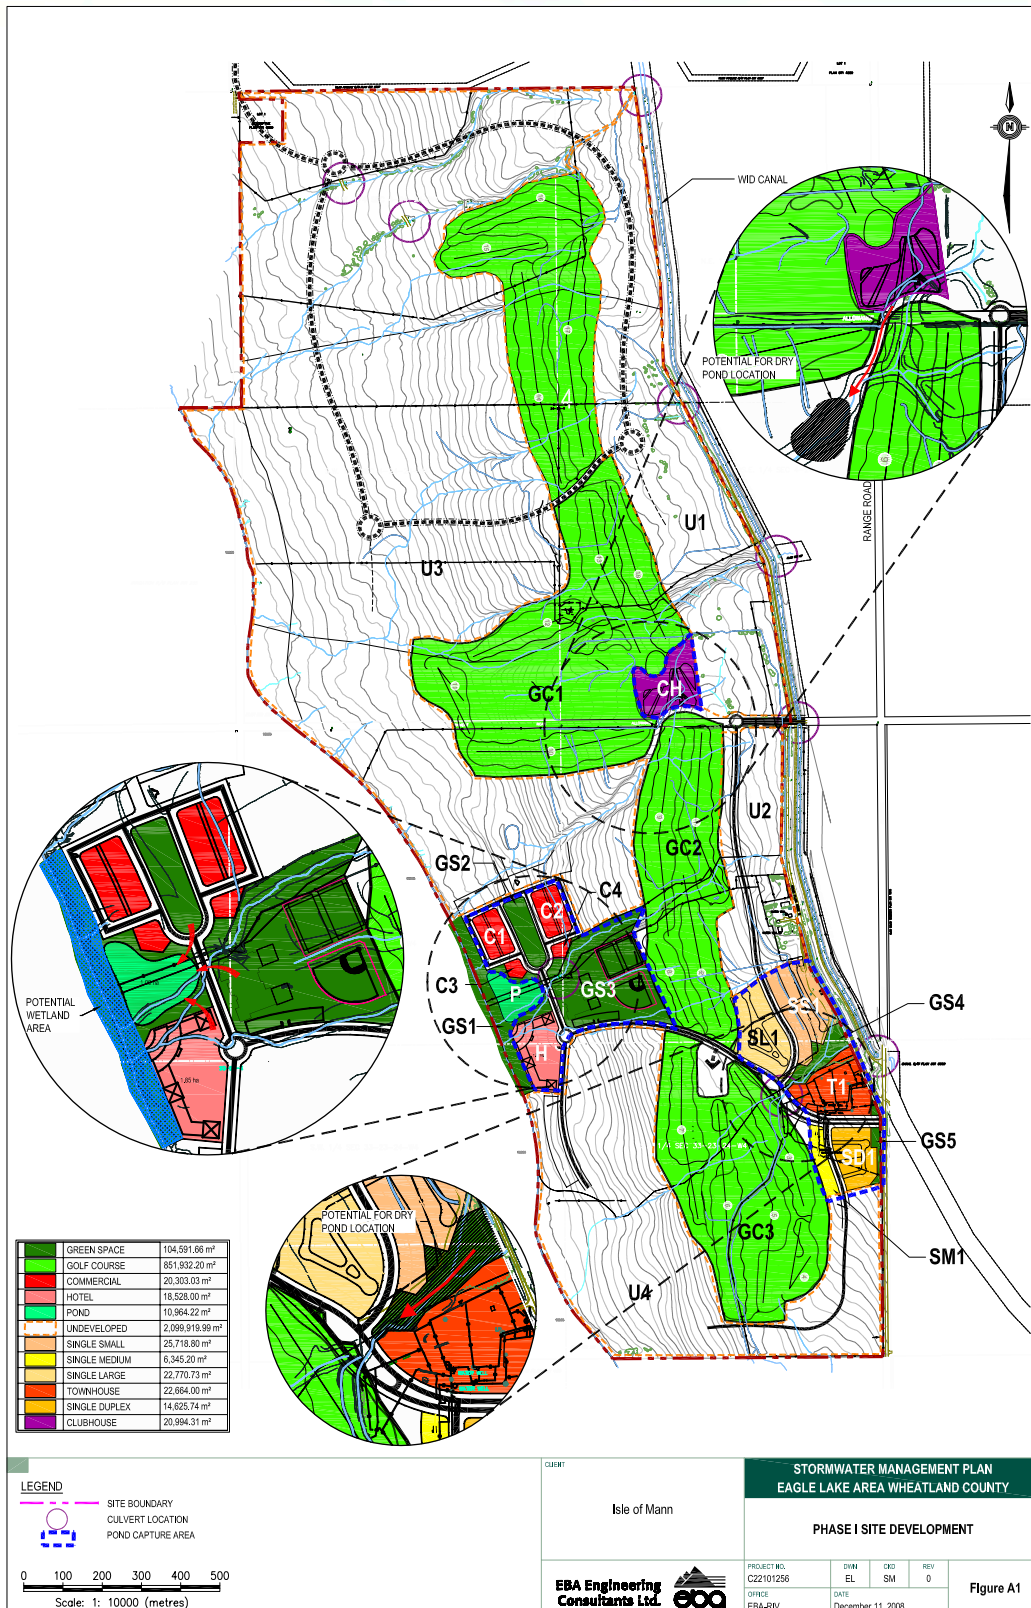 WID CANAL
POTENTIAL FOR DRY
POND LOCATION
RANGE ROAD
U1
U3
GC1
CH
U2
GC2
GS2
C4
C2
C1
C3
P
GS3
GS1
H
POTENTIAL
WETLAND
AREA
1.85 ha
SS1
SL1
GS4
T1
GS5
SD1
GC3
SM1
U4
POTENTIAL FOR DRY
POND LOCATION
GREEN SPACE 104,591.66 m²
GOLF COURSE 851,932.20 m²
COMMERCIAL 20,303.03 m²
HOTEL 18,528.00 m²
POND 10,964.22 m²
UNDEVELOPED 2,099,919.99 m²
SINGLE SMALL 25,718.80 m²
SINGLE MEDIUM 6,345.20 m²
SINGLE LARGE 22,770.73 m²
TOWNHOUSE 22,664.00 m²
SINGLE DUPLEX 14,625.74 m²
CLUBHOUSE 20,994.31 m²
LEGEND
SITE BOUNDARY
CULVERT LOCATION
POND CAPTURE AREA
0 100 200 300 400 500
Scale: 1: 10000 (metres)
CLIENT
Isle of Mann
EBA Engineering
Consultants Ltd.
eba
STORMWATER MANAGEMENT PLAN
EAGLE LAKE AREA WHEATLAND COUNTY
PHASE I SITE DEVELOPMENT
PROJECT NO. DWN CKD REV
C22101256 EL SM 0
OFFICE DATE
EBA-RIV December 11, 2008
Figure A1
N